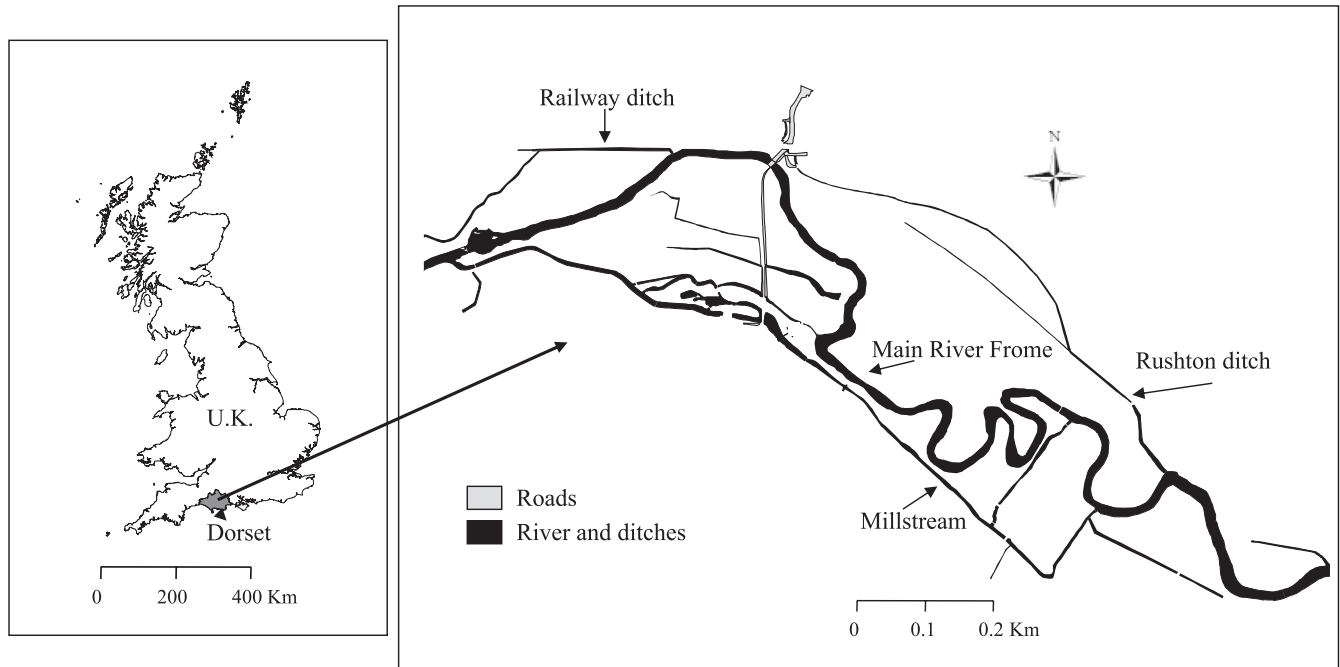 U.K.
Dorset
0 200 400 Km
Railway ditch
N
Main River Frome
Rushton ditch
Millstream
Roads
River and ditches
0 0.1 0.2 Km